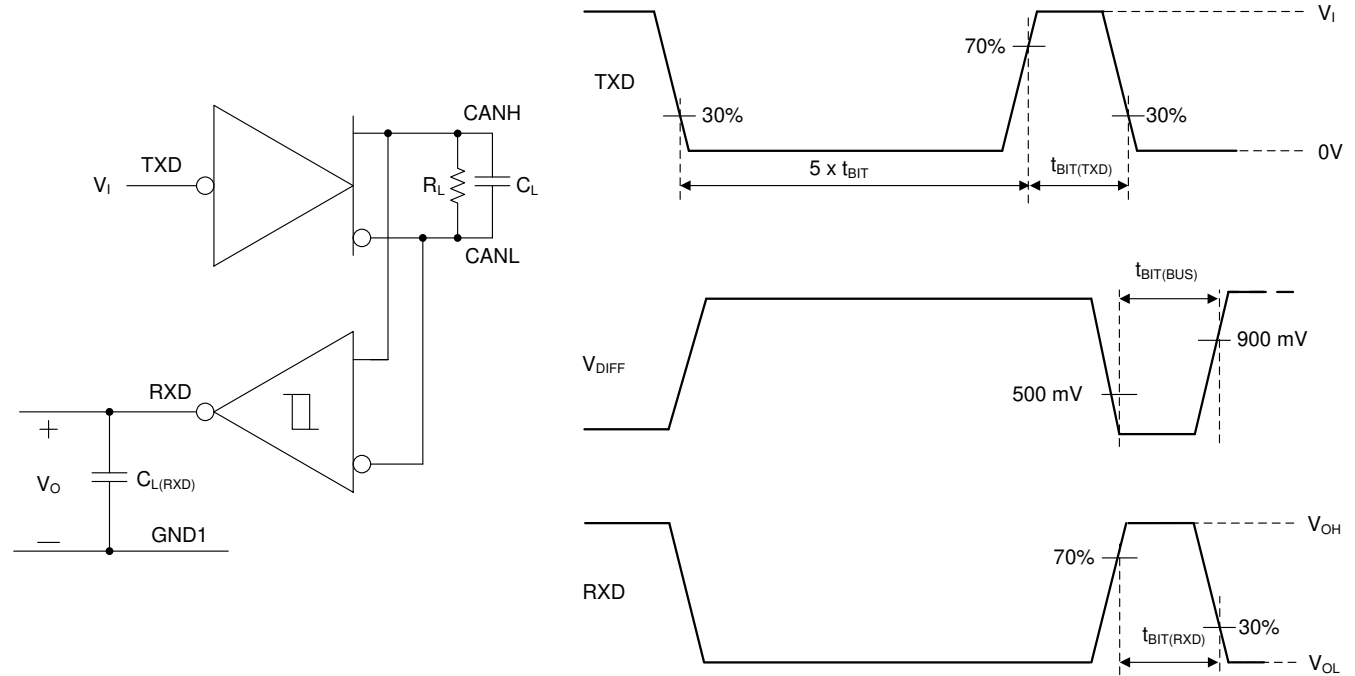 CANH
TXD
V_I
R_L
C_L
CANL
RXD
+
V_O
C_L(RXD)
—
GND1
V_I
70%
TXD
30%
30%
0V
5 x t_BIT
t_BIT(TXD)
t_BIT(BUS)
900 mV
V_DIFF
500 mV
V_OH
70%
RXD
30%
t_BIT(RXD)
V_OL